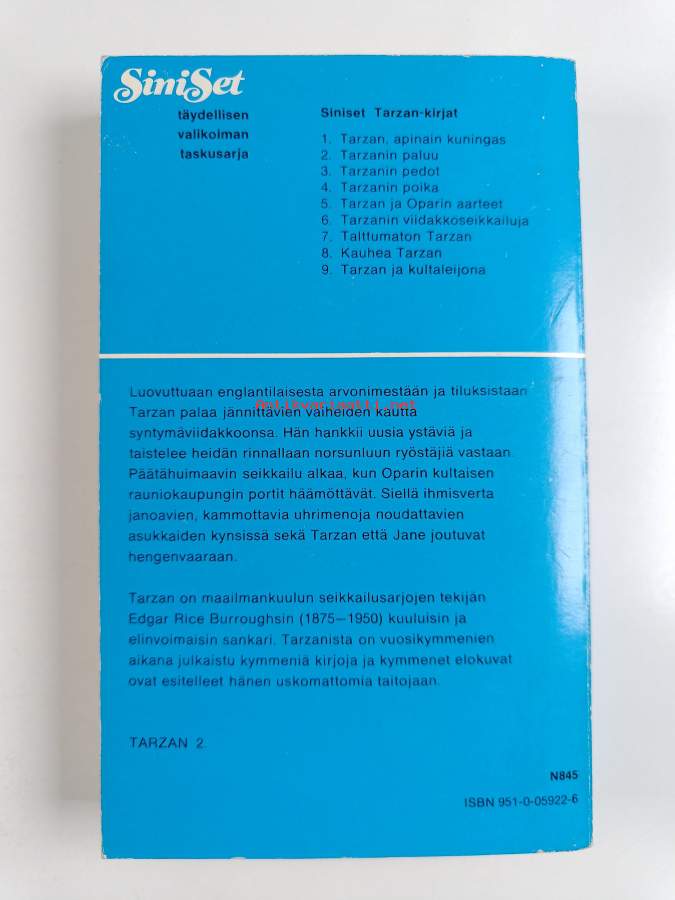 SiniSet
täydellisen
valikoiman
taskusarja
Siniset Tarzan-kirjat
1. Tarzan, apinain kuningas
2. Tarzanin paluu
3. Tarzanin pedot
4. Tarzanin poika
5. Tarzan ja Oparin aarteet
6. Tarzanin viidakkoseikkailuja
7. Talttumaton Tarzan
8. Kauhea Tarzan
9. Tarzan ja kultaleijona
Luovuttuaan englantilaisesta arvonimestään ja tiluksistaan
Antikvariaatti.net
Tarzan palaa jännittävien vaiheiden kautta
syntymäviidakkoonsa. Hän hankkii uusia ystäviä ja
taistelee heidän rinnallaan norsunluun ryöstäjiä vastaan.
Päätähuimaavin seikkailu alkaa, kun Oparin kultaisen
rauniokaupungin portit häämöttävät. Siellä ihmisverta
janoavien, kammottavia uhrimenoja noudattavien
asukkaiden kynsissä sekä Tarzan että Jane joutuvat
hengenvaaraan.
Tarzan on maailmankuulun seikkailusarjojen tekijän
Edgar Rice Burroughsin (1875–1950) kuuluisin ja
elinvoimaisin sankari. Tarzanista on vuosikymmenien
aikana julkaistu kymmeniä kirjoja ja kymmenet elokuvat
ovat esitelleet hänen uskomattomia taitojaan.
TARZAN 2.
N845
ISBN 951-0-05922-6